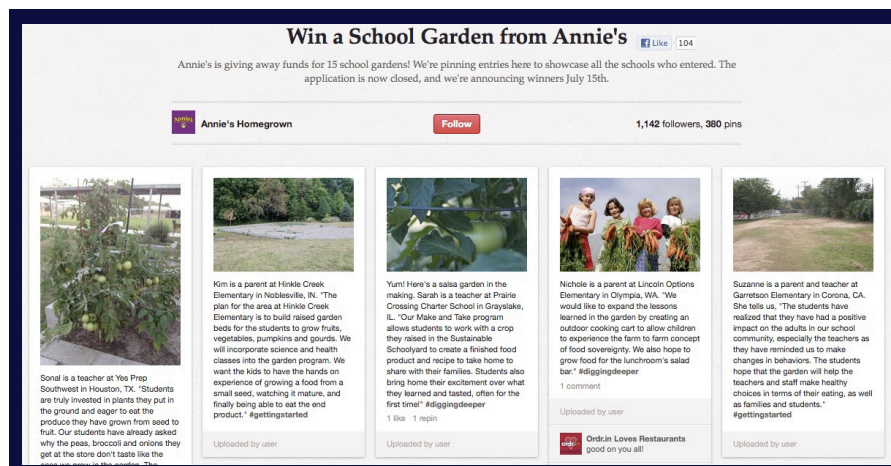 Win a School Garden from Annie's
Like 104
Annie's is giving away funds for 15 school gardens! We're pinning entries here to showcase all the schools who entered. The
application is now closed, and we're announcing winners July 15th.
Annie's
Annie's Homegrown
Follow
1,142 followers, 380 pins
Sonal is a teacher at Yes Prep
Southwest in Houston, TX. "Students
are truly invested in plants they put in
the ground and eager to eat the
produce they have grown from seed to
fruit. Our students have already asked
why the peas, broccoli and onions they
get at the store don't taste like the
ones we grow in the garden. The
Kim is a parent at Hinkle Creek
Elementary in Noblesville, IN. "The
plan for the area at Hinkle Creek
Elementary is to build raised garden
beds for the students to grow fruits,
vegetables, pumpkins and gourds. We
will incorporate science and health
classes into the garden program. We
want the kids to have the hands on
experience of growing a food from a
small seed, watching it mature, and
finally being able to eat the end
product." #gettingstarted
Uploaded by user
Yum! Here's a salsa garden in the
making. Sarah is a teacher at Prairie
Crossing Charter School in Grayslake,
IL. "Our Make and Take program
allows students to work with a crop
they raised in the Sustainable
Schoolyard to create a finished food
product and recipe to take home to
share with their families. Students also
bring home their excitement over what
they learned and tasted, often for the
first time!" #diggingdeeper
1 like 1 repin
Uploaded by user
Nichole is a parent at Lincoln Options
Elementary in Olympia, WA. "We
would like to expand the lessons
learned in the garden by creating an
outdoor cooking cart to allow children
to experience the farm to farm concept
of food sovereignty. We also hope to
grow food for the lunchroom's salad
bar." #diggingdeeper
1 comment
Uploaded by user
ordr.in
Ordr.in Loves Restaurants
good on you all!
Suzanne is a parent and teacher at
Garretson Elementary in Corona, CA.
She tells us, "The students have
realized that they have had a positive
impact on the adults in our school
community, especially the teachers as
they have reminded us to make
changes in behaviors. The students
hope that the garden will help the
teachers and staff make healthy
choices in terms of their eating, as well
as families and students."
#gettingstarted
Uploaded by user